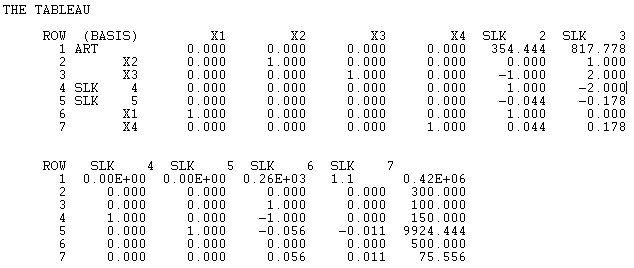 THE TABLEAU
ROW (BASIS) X1 X2 X3 X4 SLK 2 SLK 3
1 ART 0.000 0.000 0.000 0.000 354.444 817.778
2 X2 0.000 1.000 0.000 0.000 0.000 1.000
3 X3 0.000 0.000 1.000 0.000 -1.000 2.000
4 SLK 4 0.000 0.000 0.000 0.000 1.000 -2.000
5 SLK 5 0.000 0.000 0.000 0.000 -0.044 -0.178
6 X1 1.000 0.000 0.000 0.000 1.000 0.000
7 X4 0.000 0.000 0.000 1.000 0.044 0.178
ROW SLK 4 SLK 5 SLK 6 SLK 7
1 0.00E+00 0.00E+00 0.26E+03 1.1 0.42E+06
2 0.000 0.000 0.000 0.000 300.000
3 0.000 0.000 1.000 0.000 100.000
4 1.000 0.000 -1.000 0.000 150.000
5 0.000 1.000 -0.056 -0.011 9924.444
6 0.000 0.000 0.000 0.000 500.000
7 0.000 0.000 0.056 0.011 75.556